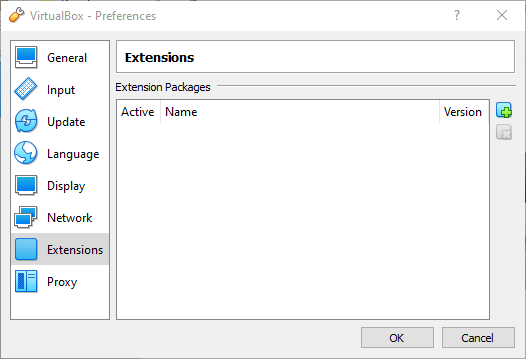 VirtualBox - Preferences
?
General
Input
Update
Language
Display
Network
Extensions
Proxy
Extensions
Extension Packages
Active Name Version
OK Cancel